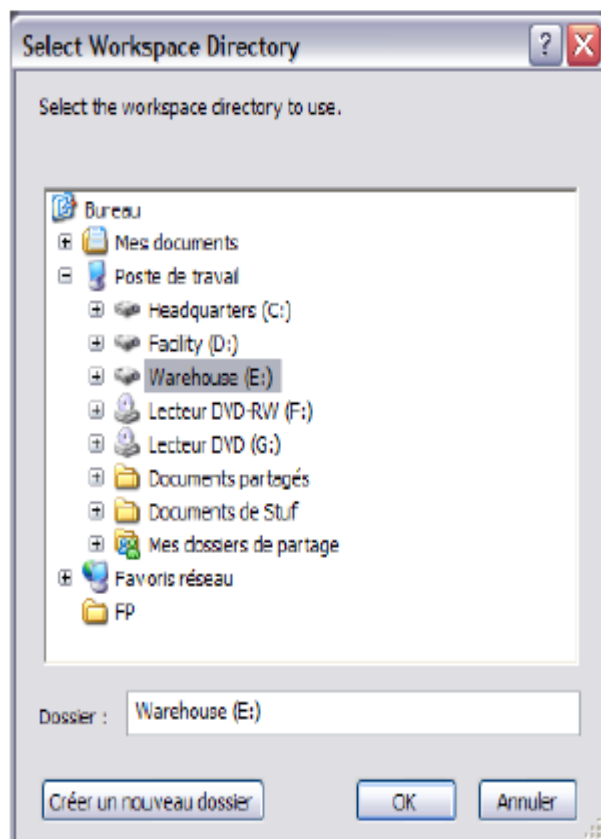 Select Workspace Directory
Select the workspace directory to use.
Bureau
Mes documents
Poste de travail
Headquarters (C:)
Facility (D:)
Warehouse (E:)
Lecteur DVD-RW (F:)
Lecteur DVD (G:)
Documents partagés
Documents de Stuf
Mes dossiers de partage
Favoris réseau
FP
Dossier : Warehouse (E:)
Créer un nouveau dossier OK Annuler